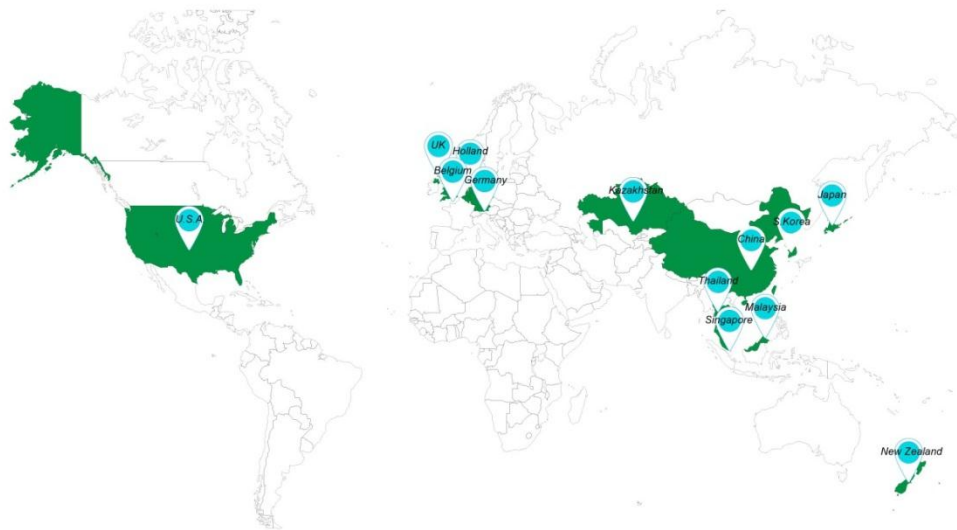 UK
Holland
Belgium
Germany
Kazakhstan
Japan
U.S.A
S.Korea
China
Thailand
Malaysia
Singapore
New Zealand